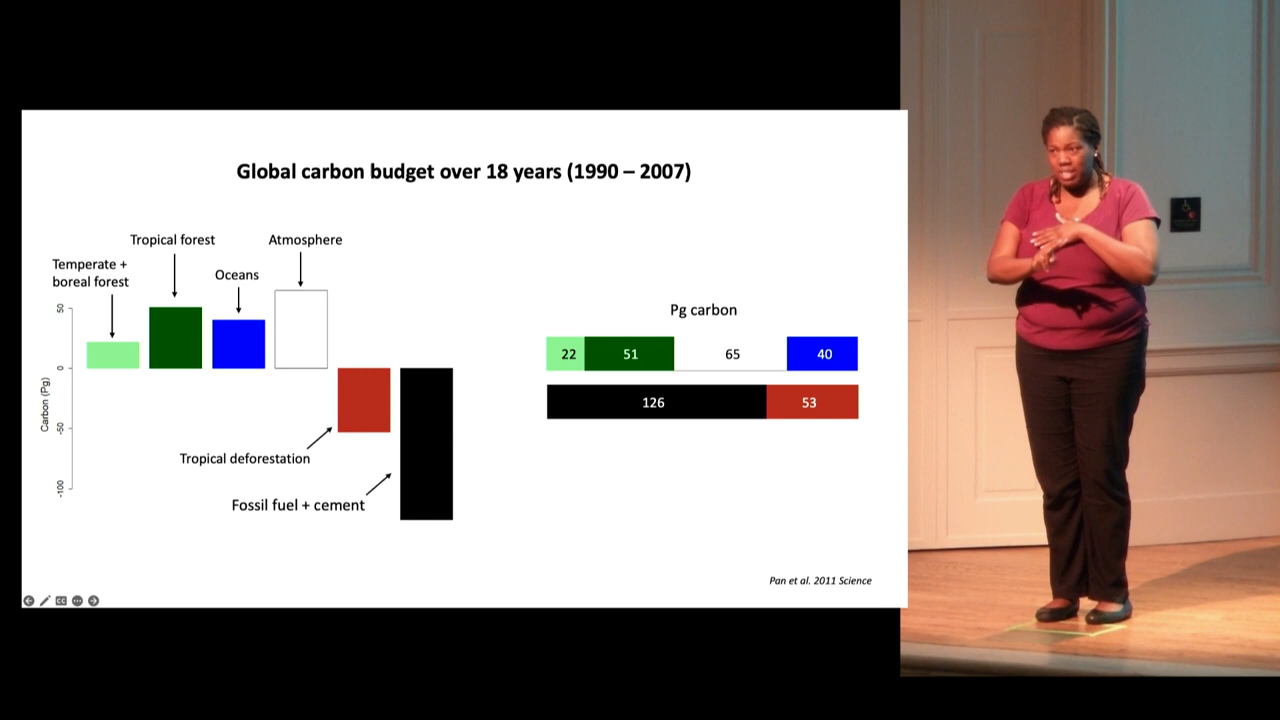 Global carbon budget over 18 years (1990 – 2007)
Tropical forest
Atmosphere
Temperate +
boreal forest
Oceans
50
0
-50
-100
Carbon (Pg)
Tropical deforestation
Fossil fuel + cement
Pg carbon
22 51 65 40
126 53
Pan et al. 2011 Science
CC